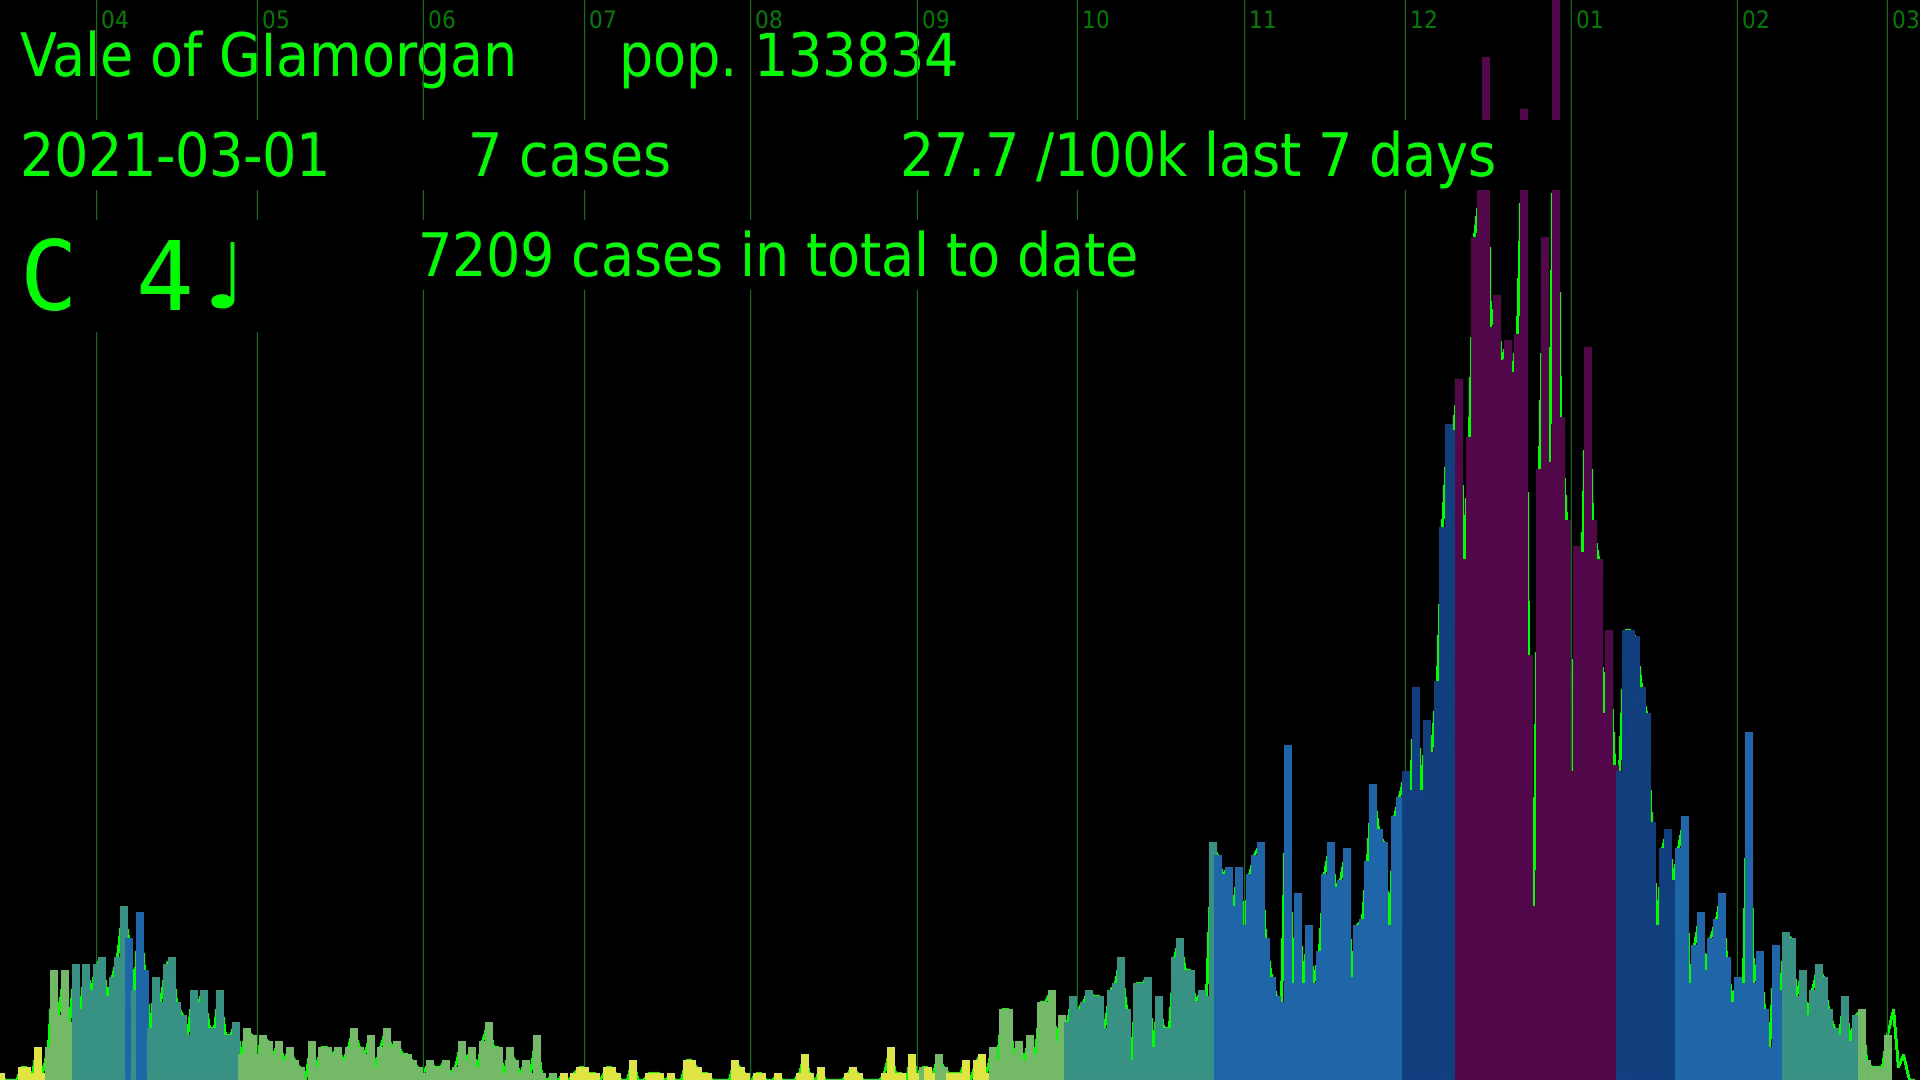 04 05 06 07 08 09 10 11 12 01 02 03
Vale of Glamorgan pop. 133834
2021-03-01 7 cases 27.7 /100k last 7 days
C 4♩ 7209 cases in total to date